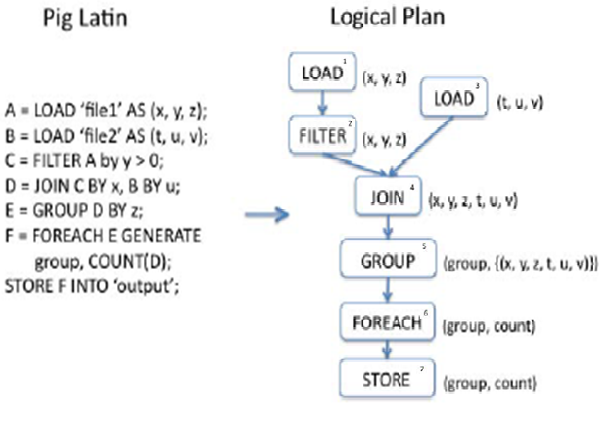 Pig Latin
A = LOAD ‘file1’ AS (x, y, z);
B = LOAD ‘file2’ AS (t, u, v);
C = FILTER A by y > 0;
D = JOIN C BY x, B BY u;
E = GROUP D BY z;
F = FOREACH E GENERATE
group, COUNT(D);
STORE F INTO ‘output’;
Logical Plan
LOAD 1 (x, y, z)
LOAD 3 (t, u, v)
FILTER 2 (x, y, z)
JOIN 4 (x, y, z, t, u, v)
GROUP 5 (group, {(x, y, z, t, u, v)})
FOREACH 6 (group, count)
STORE 7 (group, count)